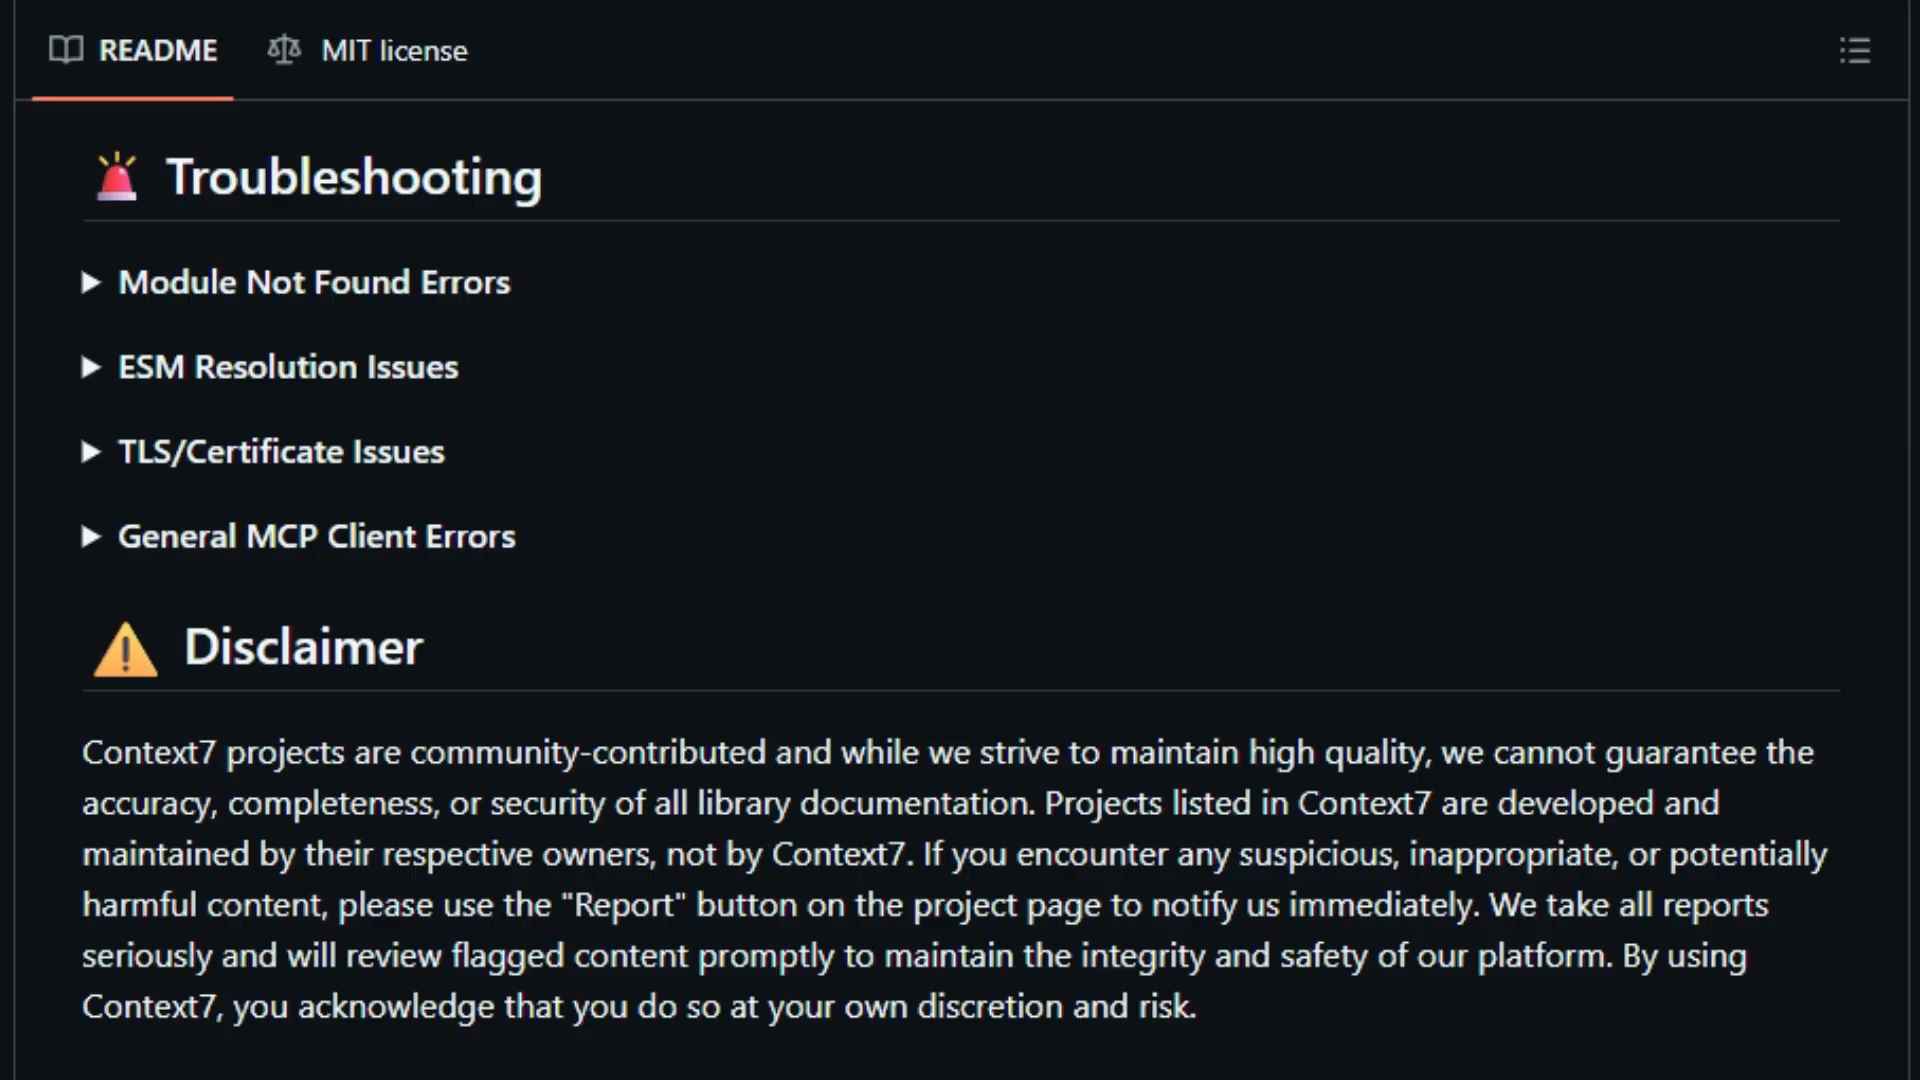 README
MIT license
Troubleshooting
Module Not Found Errors
ESM Resolution Issues
TLS/Certificate Issues
General MCP Client Errors
Disclaimer
Context7 projects are community-contributed and while we strive to maintain high quality, we cannot guarantee the
accuracy, completeness, or security of all library documentation. Projects listed in Context7 are developed and
maintained by their respective owners, not by Context7. If you encounter any suspicious, inappropriate, or potentially
harmful content, please use the "Report" button on the project page to notify us immediately. We take all reports
seriously and will review flagged content promptly to maintain the integrity and safety of our platform. By using
Context7, you acknowledge that you do so at your own discretion and risk.